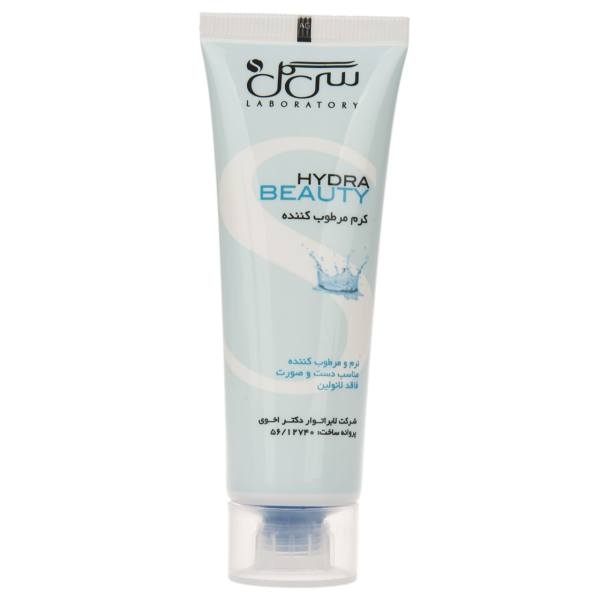 سی گل
LABORATORY
HYDRA
BEAUTY
کرم مرطوب کننده
نرم و مرطوب کننده
مناسب دست و صورت
فاقد لانولین
شرکت لابراتوار دکتر اخوی
پروانه ساخت: ۵۶/۱۲۷۴۰